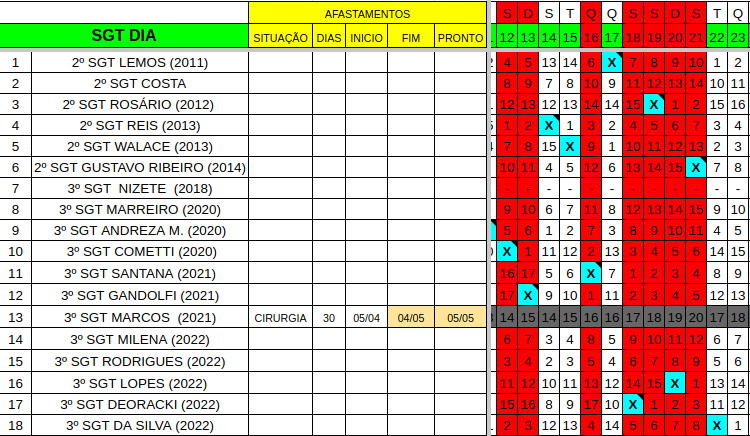 AFASTAMENTOS S D S T Q Q S S D S T Q
SGT DIA SITUAÇÃO DIAS INICIO FIM PRONTO 12 13 14 15 16 17 18 19 20 21 22 23
1 2º SGT LEMOS (2011) 4 5 13 14 6 X 7 8 9 10 1 2
2 2º SGT COSTA 8 9 7 8 10 9 11 12 13 14 10 11
3 2º SGT ROSÁRIO (2012) 12 13 12 13 14 14 15 X 1 2 15 16
4 2º SGT REIS (2013) 1 2 X 1 3 2 4 5 6 7 3 4
5 2º SGT WALACE (2013) 7 8 15 X 9 1 10 11 12 13 2 3
6 2º SGT GUSTAVO RIBEIRO (2014) 10 11 4 5 12 6 13 14 15 X 7 8
7 3º SGT NIZETE (2018) - - - - - - - - - - - -
8 3º SGT MARREIRO (2020) 9 10 6 7 11 8 12 13 14 15 9 10
9 3º SGT ANDREZA M. (2020) 5 6 1 2 7 3 8 9 10 11 4 5
10 3º SGT COMETTI (2020) X 1 11 12 2 13 3 4 5 6 14 15
11 3º SGT SANTANA (2021) 16 17 5 6 X 7 1 2 3 4 8 9
12 3º SGT GANDOLFI (2021) 17 X 9 10 1 11 2 3 4 5 12 13
13 3º SGT MARCOS (2021) CIRURGIA 30 05/04 04/05 05/05 14 15 14 15 16 16 17 18 19 20 17 18
14 3º SGT MILENA (2022) 6 7 3 4 8 5 9 10 11 12 6 7
15 3º SGT RODRIGUES (2022) 3 4 2 3 5 4 6 7 8 9 5 6
16 3º SGT LOPES (2022) 11 12 10 11 13 12 14 15 X 1 13 14
17 3º SGT DEORACKI (2022) 15 16 8 9 17 10 X 1 2 3 11 12
18 3º SGT DA SILVA (2022) 2 3 12 13 4 14 5 6 7 8 X 1